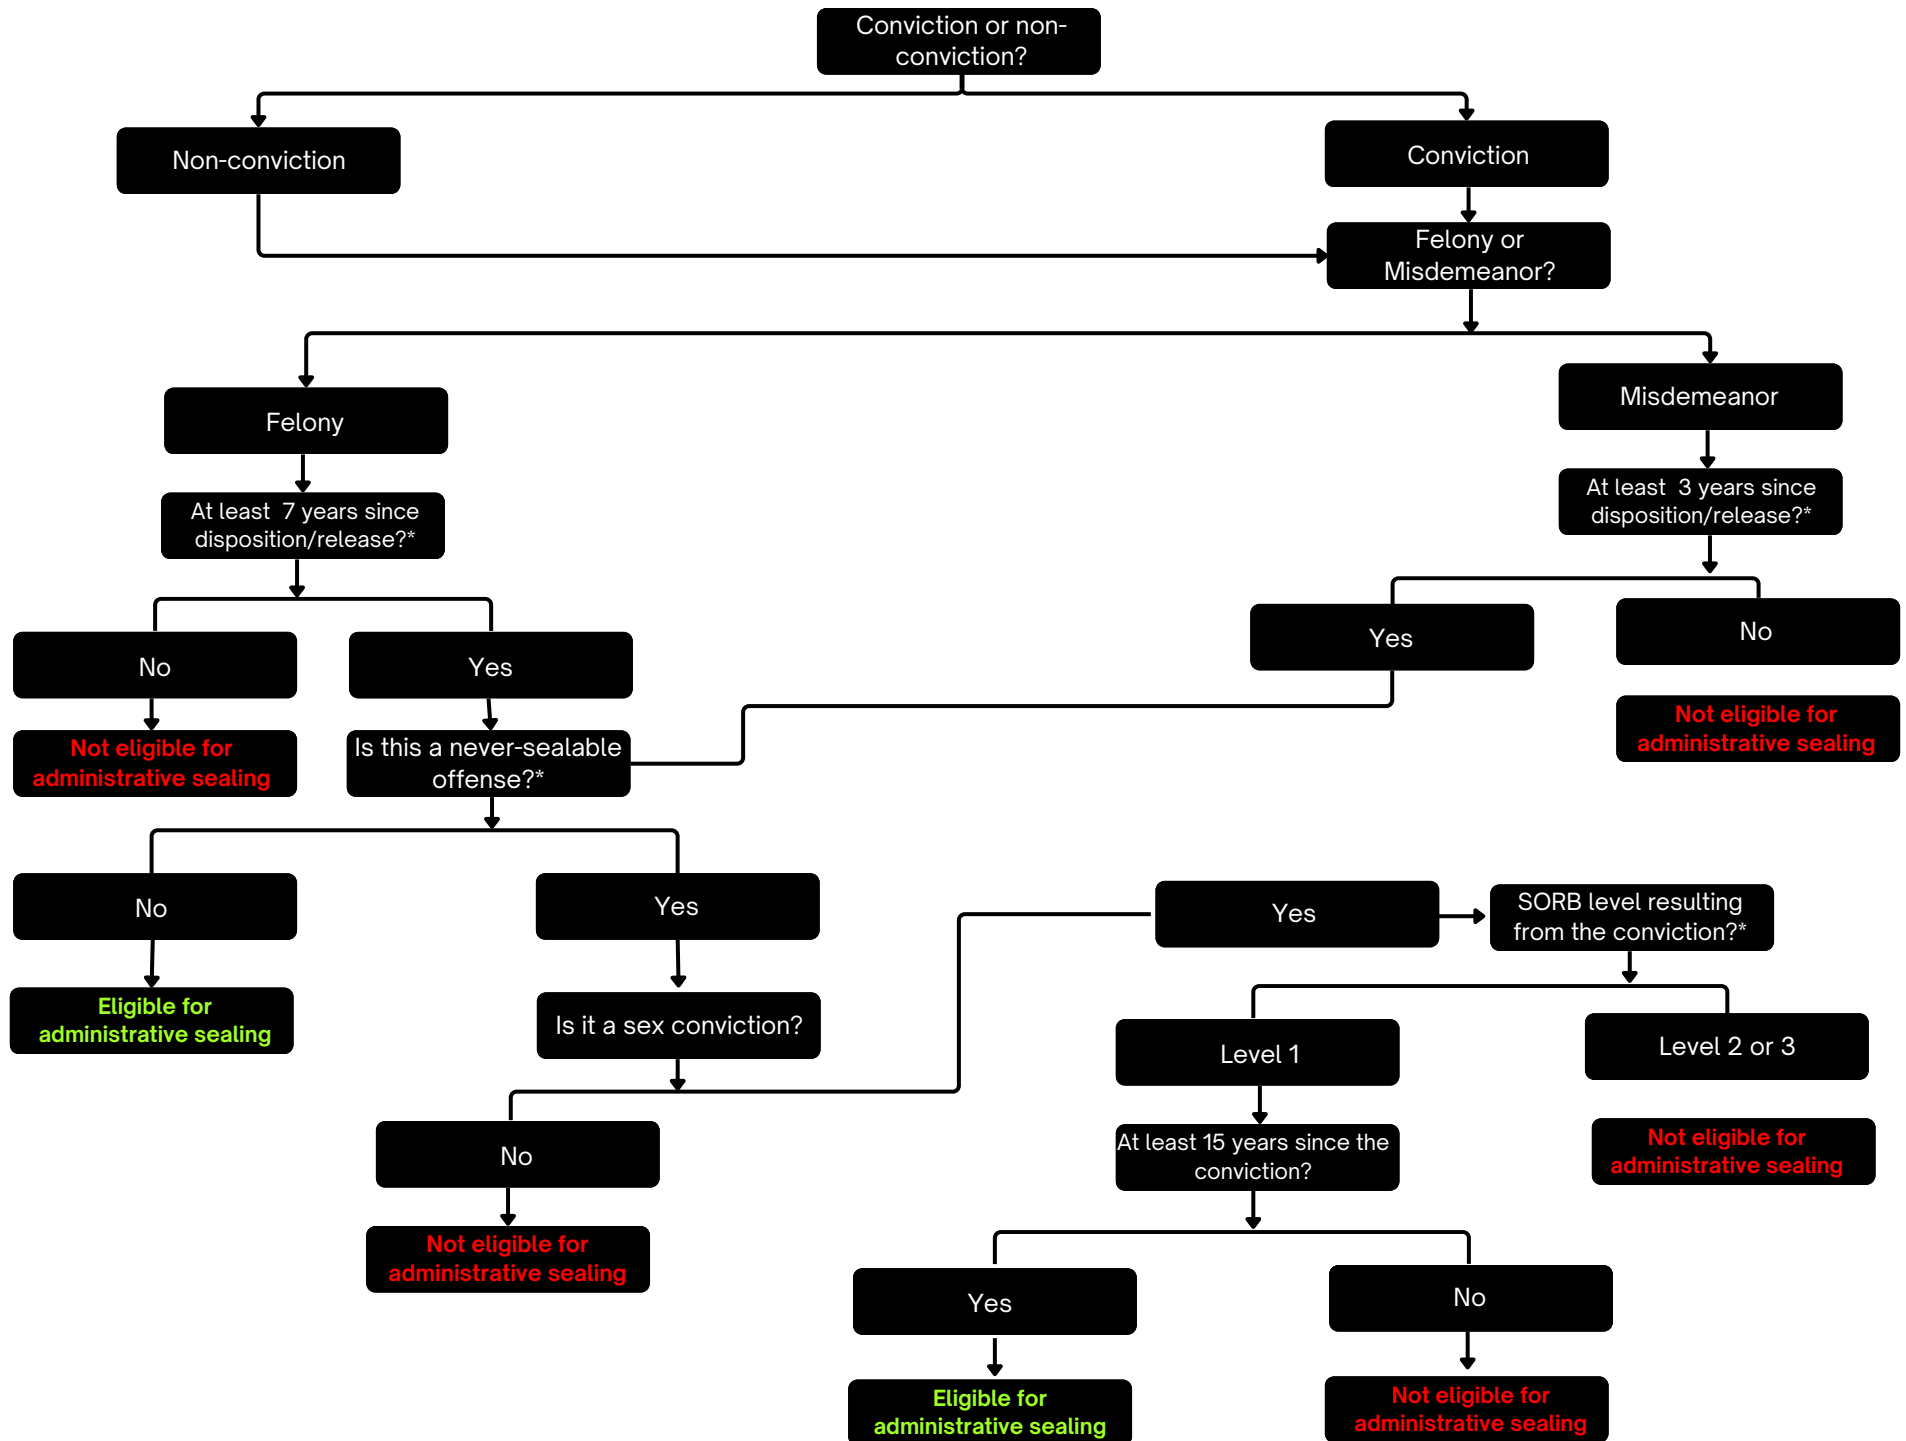 Conviction or non-
conviction?
Non-conviction
Conviction
Felony or
Misdemeanor?
Felony
Misdemeanor
At least 7 years since
disposition/release?*
At least 3 years since
disposition/release?*
No
Yes
Yes
No
Not eligible for
administrative sealing
Is this a never-sealable
offense?*
Not eligible for
administrative sealing
No
Yes
Yes
SORB level resulting
from the conviction?*
Eligible for
administrative sealing
Is it a sex conviction?
Level 1
Level 2 or 3
No
At least 15 years since the
conviction?
Not eligible for
administrative sealing
Not eligible for
administrative sealing
Yes
No
Eligible for
administrative sealing
Not eligible for
administrative sealing